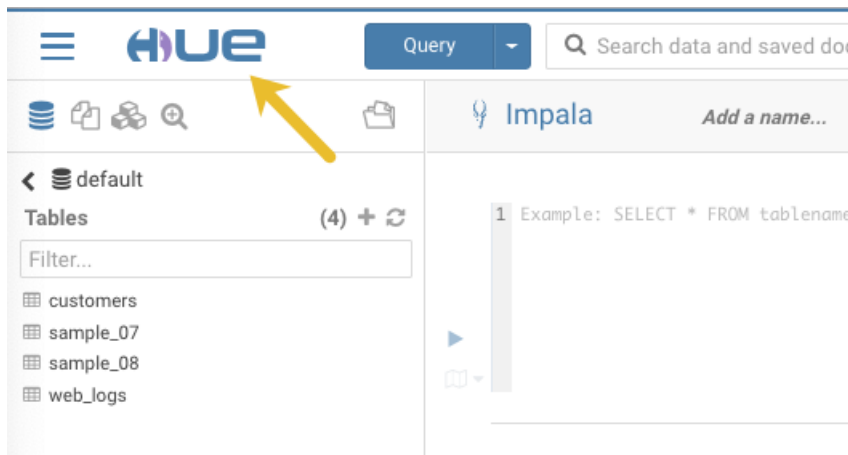 HUE
Query
Search data and saved doc
Impala
Add a name...
default
Tables (4)
1 Example: SELECT * FROM tablename
Filter...
customers
sample_07
sample_08
web_logs